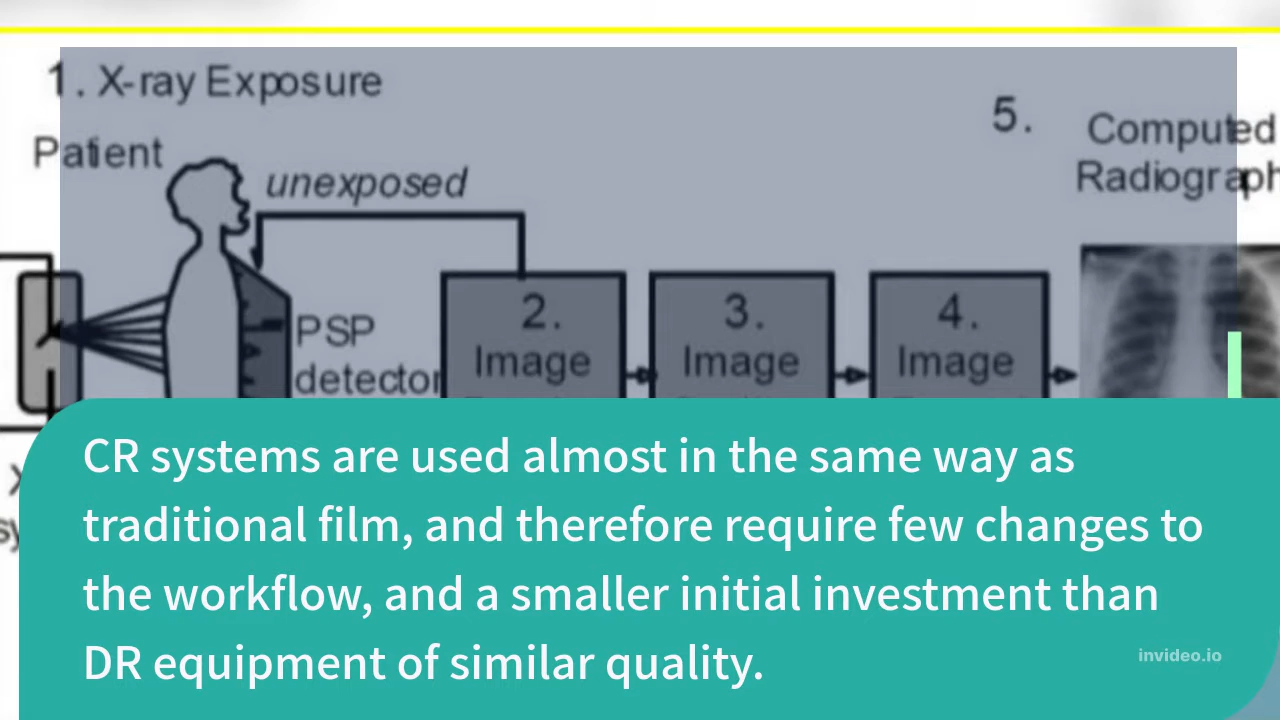 1. X-ray Exposure
Patient
unexposed
5.
Computed
PSP
detector
2.
Image
3.
Image
4.
Image
CR systems are used almost in the same way as
traditional film, and therefore require few changes to
the workflow, and a smaller initial investment than
DR equipment of similar quality.
invideo.io